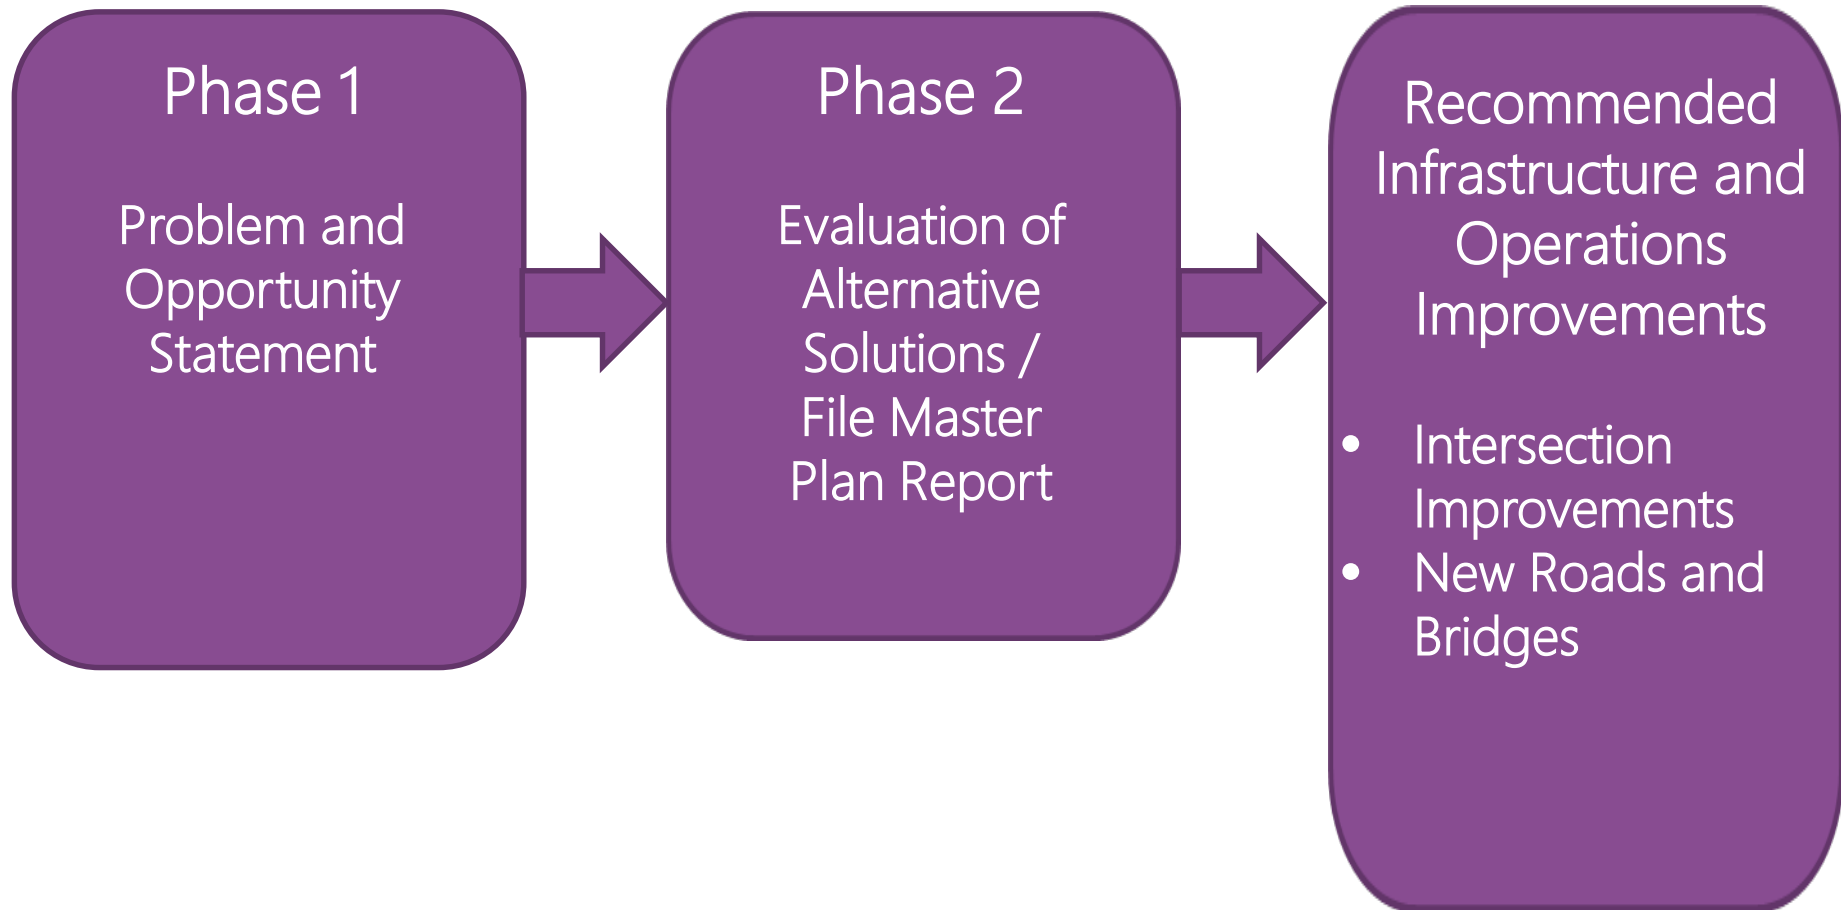 Phase 1
Problem and
Opportunity
Statement
Phase 2
Evaluation of
Alternative
Solutions /
File Master
Plan Report
Recommended
Infrastructure and
Operations
Improvements
• Intersection
Improvements
• New Roads and
Bridges